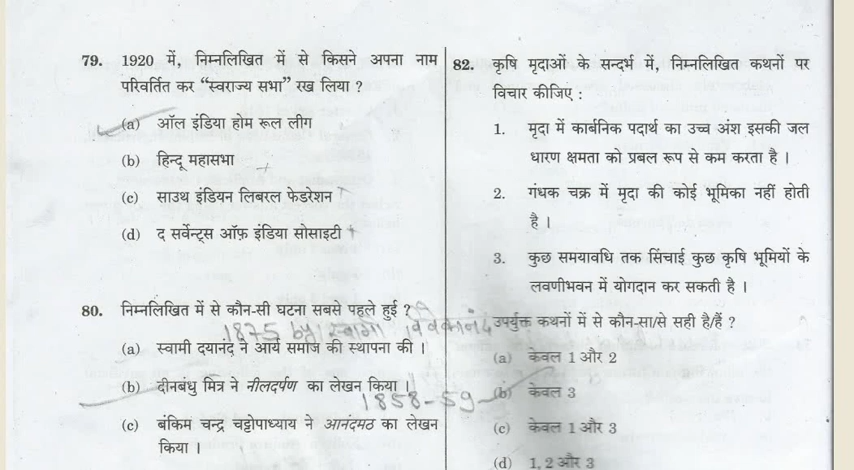 79. 1920 में, निम्नलिखित में से किसने अपना नाम
परिवर्तित कर “स्वराज्य सभा” रख लिया ?
(a) ऑल इंडिया होम रूल लीग
(b) हिन्दू महासभा
(c) साउथ इंडियन लिबरल फेडरेशन
(d) द सर्वेन्ट्स ऑफ़ इंडिया सोसाइटी
80. निम्नलिखित में से कौन-सी घटना सबसे पहले हुई ?
1875 by स्वामी विवेकानंद
(a) स्वामी दयानंद ने आर्य समाज की स्थापना की ।
(b) दीनबंधु मित्र ने नीलदर्पण का लेखन किया ।
1858-59
(c) बंकिम चन्द्र चट्टोपाध्याय ने आनंदमठ का लेखन
किया ।
82. कृषि मृदाओं के सन्दर्भ में, निम्नलिखित कथनों पर
विचार कीजिए :
1. मृदा में कार्बनिक पदार्थ का उच्च अंश इसकी जल
धारण क्षमता को प्रबल रूप से कम करता है ।
2. गंधक चक्र में मृदा की कोई भूमिका नहीं होती
है ।
3. कुछ समयावधि तक सिंचाई कुछ कृषि भूमियों के
लवणीभवन में योगदान कर सकती है ।
उपर्युक्त कथनों में से कौन-सा/से सही है/हैं ?
(a) केवल 1 और 2
(b) केवल 3
(c) केवल 1 और 3
(d) 1, 2 और 3